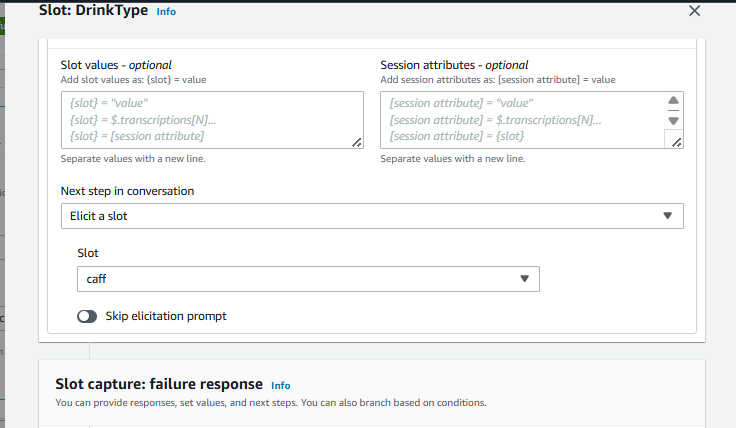 Slot: DrinkType Info
Slot values - optional
Add slot values as: {slot} = value
{slot} = "value"
{slot} = $.transcriptions[N]...
{slot} = [session attribute]
Separate values with a new line.
Session attributes - optional
Add session attributes as: [session attribute] = value
[session attribute] = "value"
[session attribute] = $.transcriptions[N]...
[session attribute] = {slot}
Separate values with a new line.
Next step in conversation
Elicit a slot
Slot
caff
Skip elicitation prompt
Slot capture: failure response Info
You can provide responses, set values, and next steps. You can also branch based on conditions.